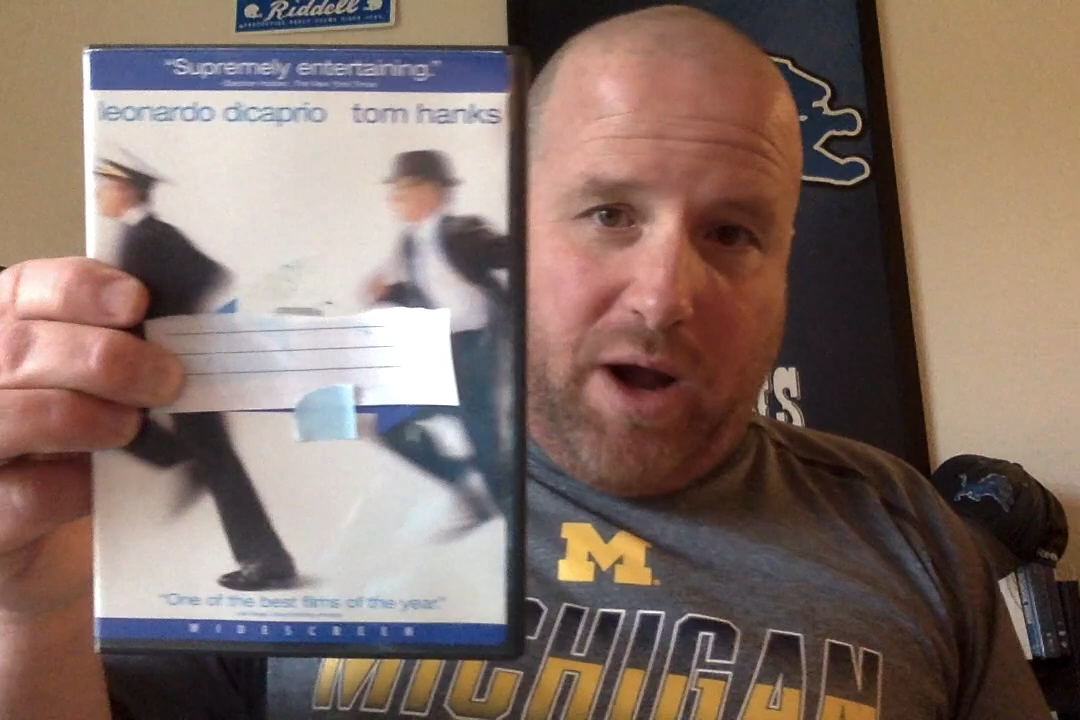 Riddell
"Supremely entertaining."
leonardo dicaprio tom hanks
"One of the best films of the year."
WIDESCREEN
M
MICHIGAN